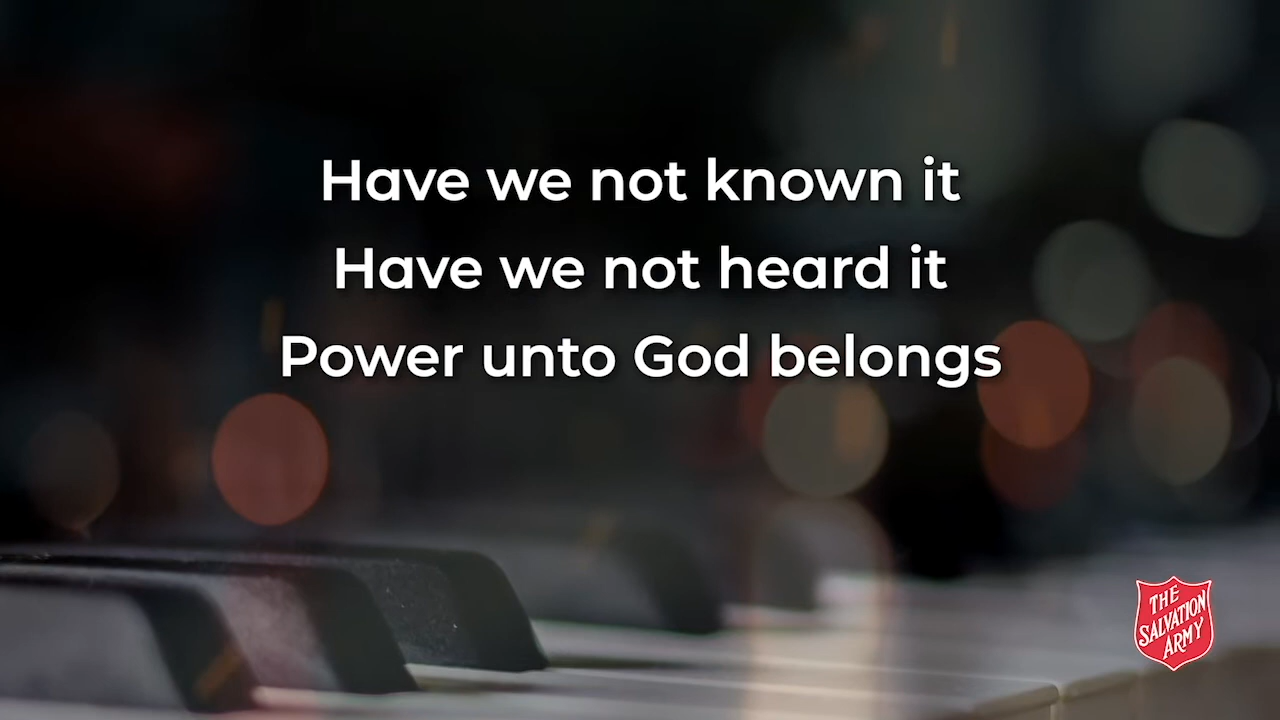 Have we not known it
Have we not heard it
Power unto God belongs
THE
SALVATION
ARMY